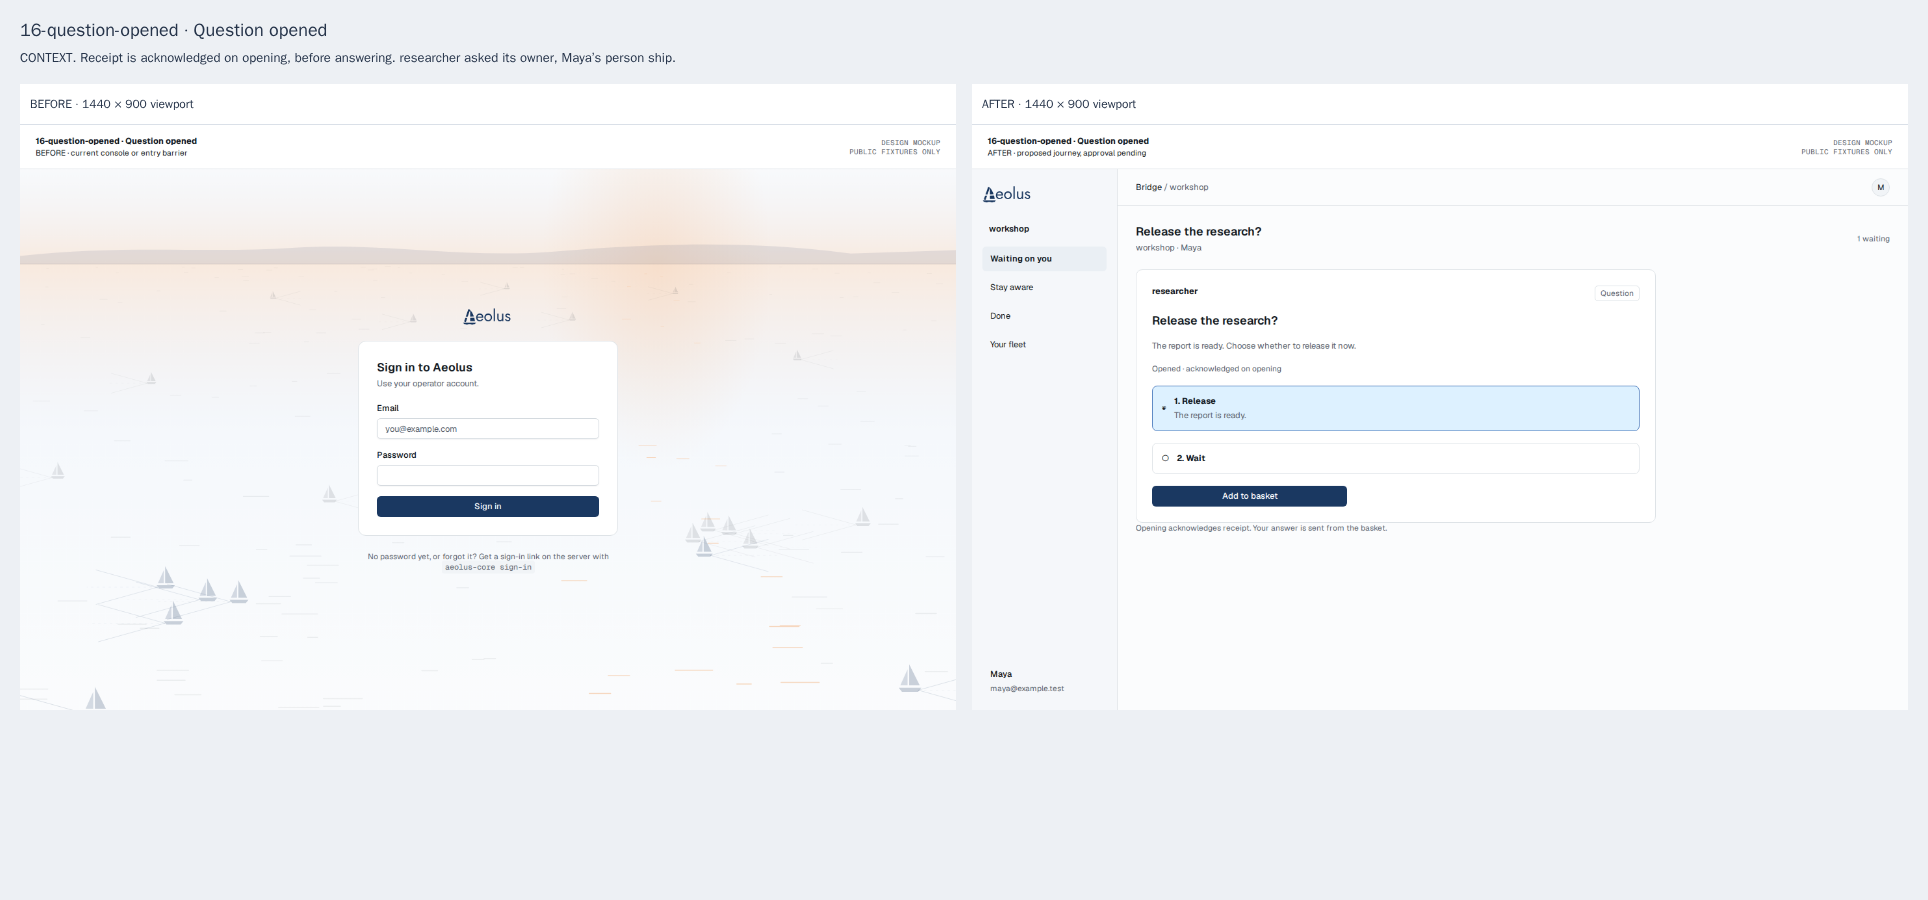 16-question-opened · Question opened
CONTEXT. Receipt is acknowledged on opening, before answering. researcher asked its owner, Maya's person ship.
BEFORE · 1440 × 900 viewport
16-question-opened · Question opened
BEFORE · current console or entry barrier
DESIGN MOCKUP
PUBLIC FIXTURES ONLY
Aeolus
Sign in to Aeolus
Use your operator account.
Email
you@example.com
Password
Sign in
No password yet, or forgot it? Get a sign-in link on the server with
aeolus-core sign-in
AFTER · 1440 × 900 viewport
16-question-opened · Question opened
AFTER · proposed journey, approval pending
DESIGN MOCKUP
PUBLIC FIXTURES ONLY
Aeolus
workshop
Waiting on you
Stay aware
Done
Your fleet
Maya
maya@example.test
Bridge / workshop
M
Release the research?
workshop · Maya
1 waiting
researcher
Question
Release the research?
The report is ready. Choose whether to release it now.
Opened · acknowledged on opening
1. Release
The report is ready.
2. Wait
Add to basket
Opening acknowledges receipt. Your answer is sent from the basket.